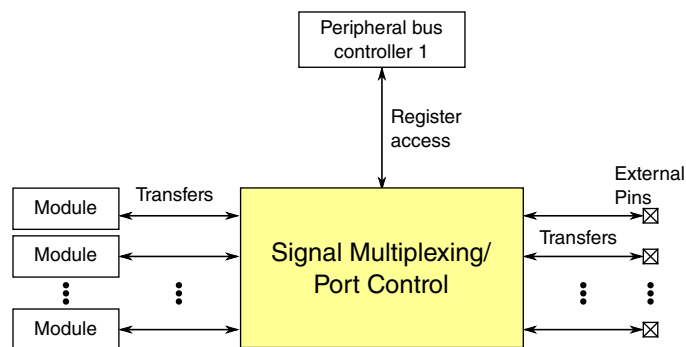 Peripheral bus
controller 1
Register
access
External
Pins
Module
Transfers
Signal Multiplexing/
Port Control
Transfers
Module
Module